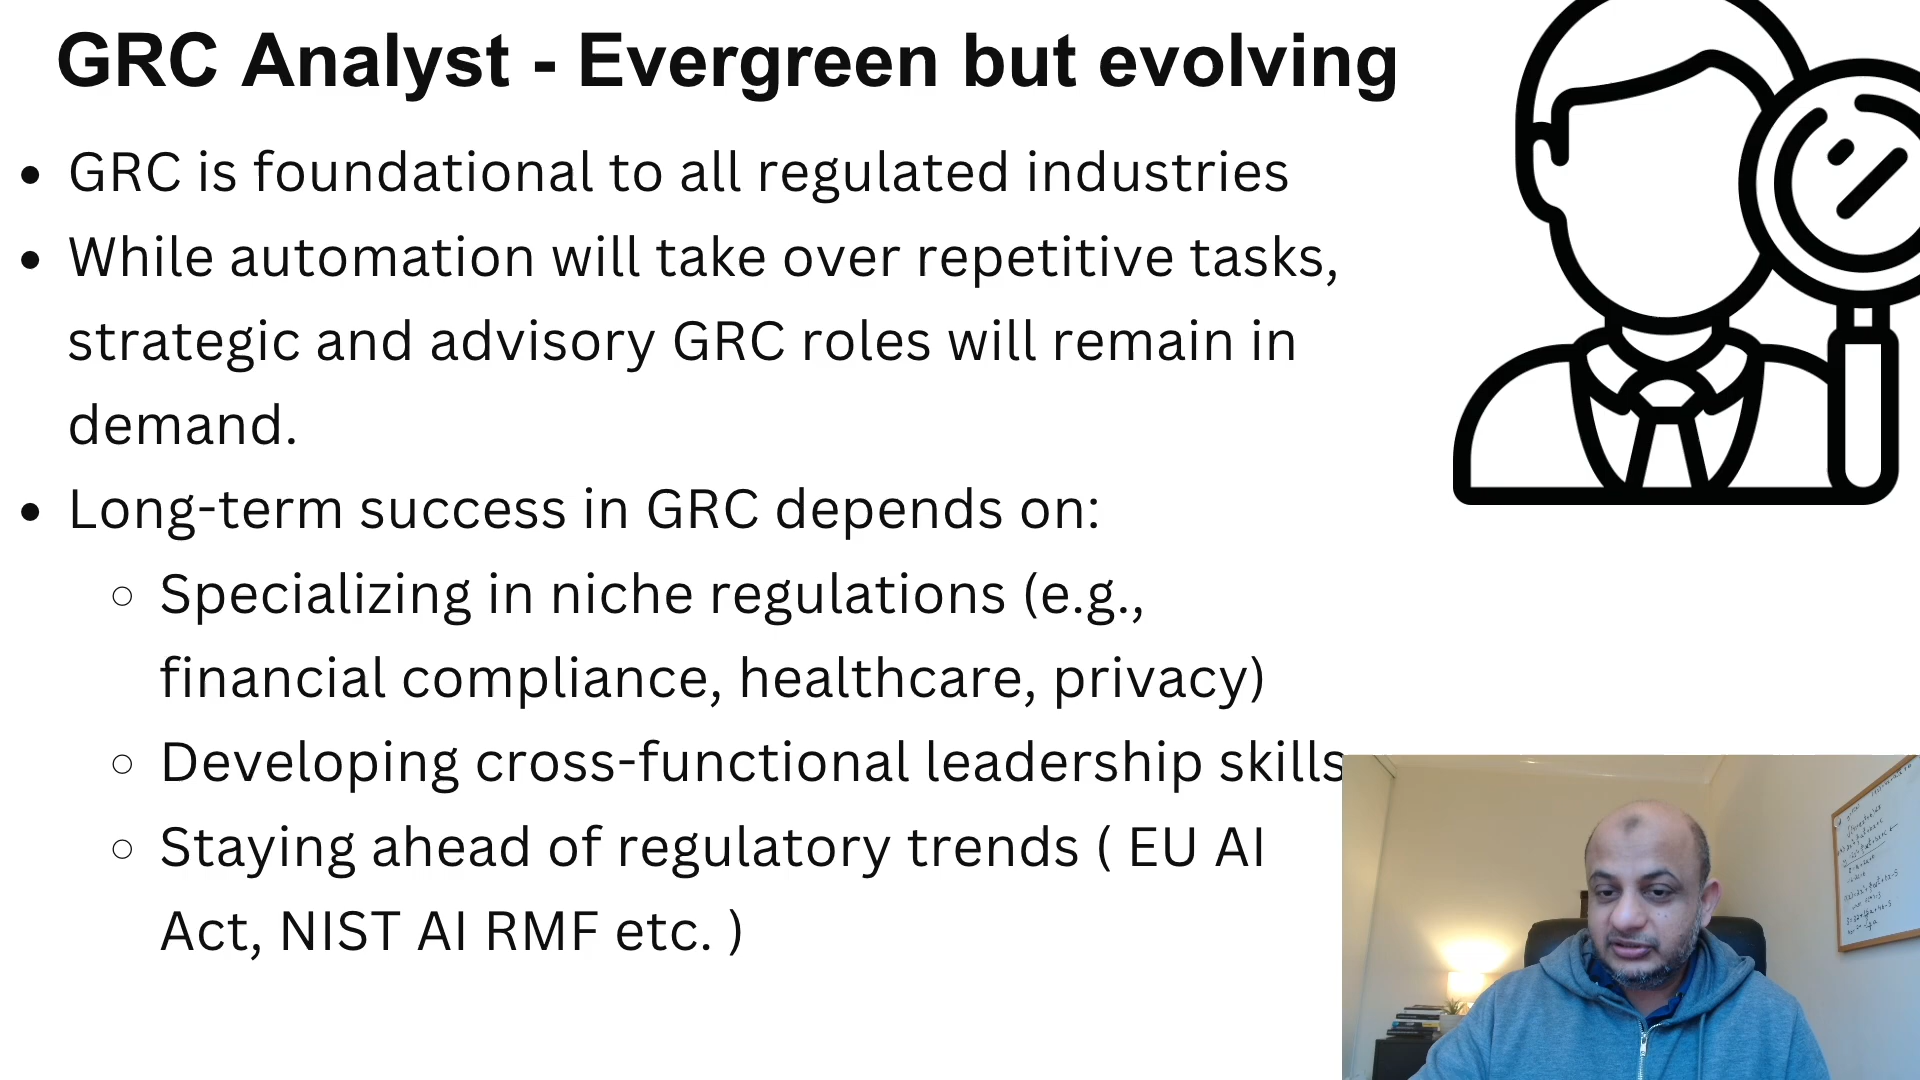 GRC Analyst - Evergreen but evolving
• GRC is foundational to all regulated industries
• While automation will take over repetitive tasks,
strategic and advisory GRC roles will remain in
demand.
• Long-term success in GRC depends on:
○ Specializing in niche regulations (e.g.,
financial compliance, healthcare, privacy)
○ Developing cross-functional leadership skills
○ Staying ahead of regulatory trends ( EU AI
Act, NIST AI RMF etc. )